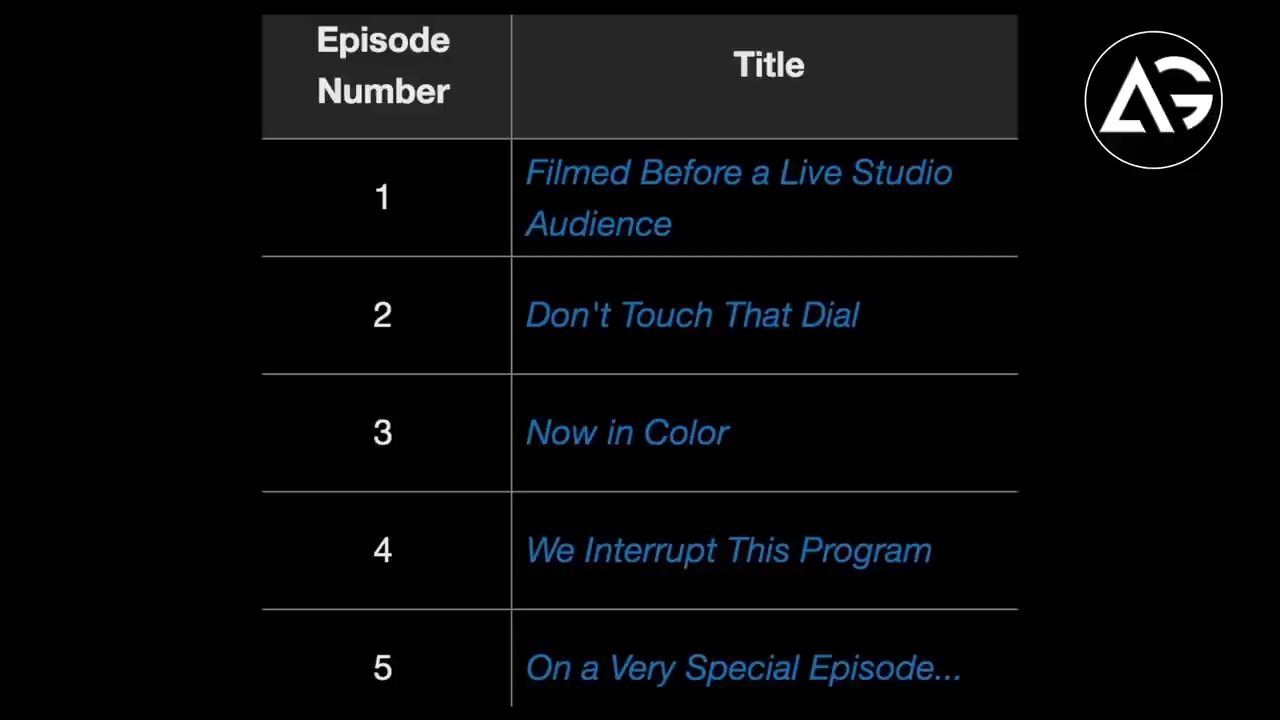 Episode
Number
Title
1
Filmed Before a Live Studio
Audience
2
Don't Touch That Dial
3
Now in Color
4
We Interrupt This Program
5
On a Very Special Episode...
AG